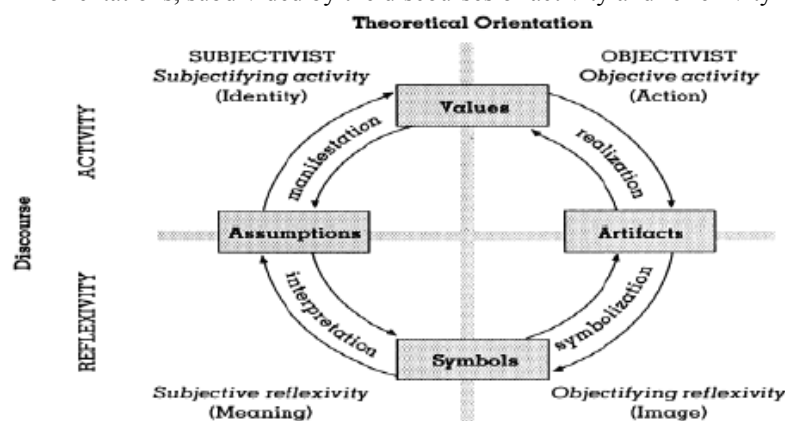 Theoretical Orientation
SUBJECTIVIST
Subjectifying activity
(Identity)
OBJECTIVIST
Objective activity
(Action)
Values
ACTIVITY
manifestation
realization
Discourse
Assumptions
Artifacts
REFLEXIVITY
interpretation
symbolization
Symbols
Subjective reflexivity
(Meaning)
Objectifying reflexivity
(Image)